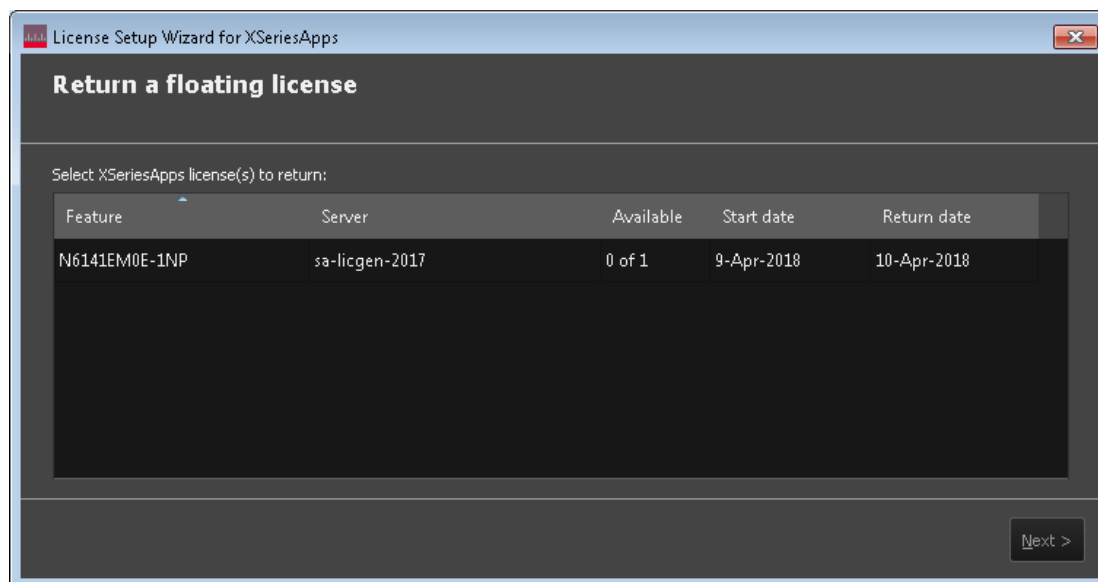 License Setup Wizard for XSeriesApps
Return a floating license
Select XSeriesApps license(s) to return:
Feature Server Available Start date Return date
N6141EM0E-1NP sa-licgen-2017 0 of 1 9-Apr-2018 10-Apr-2018
Next >